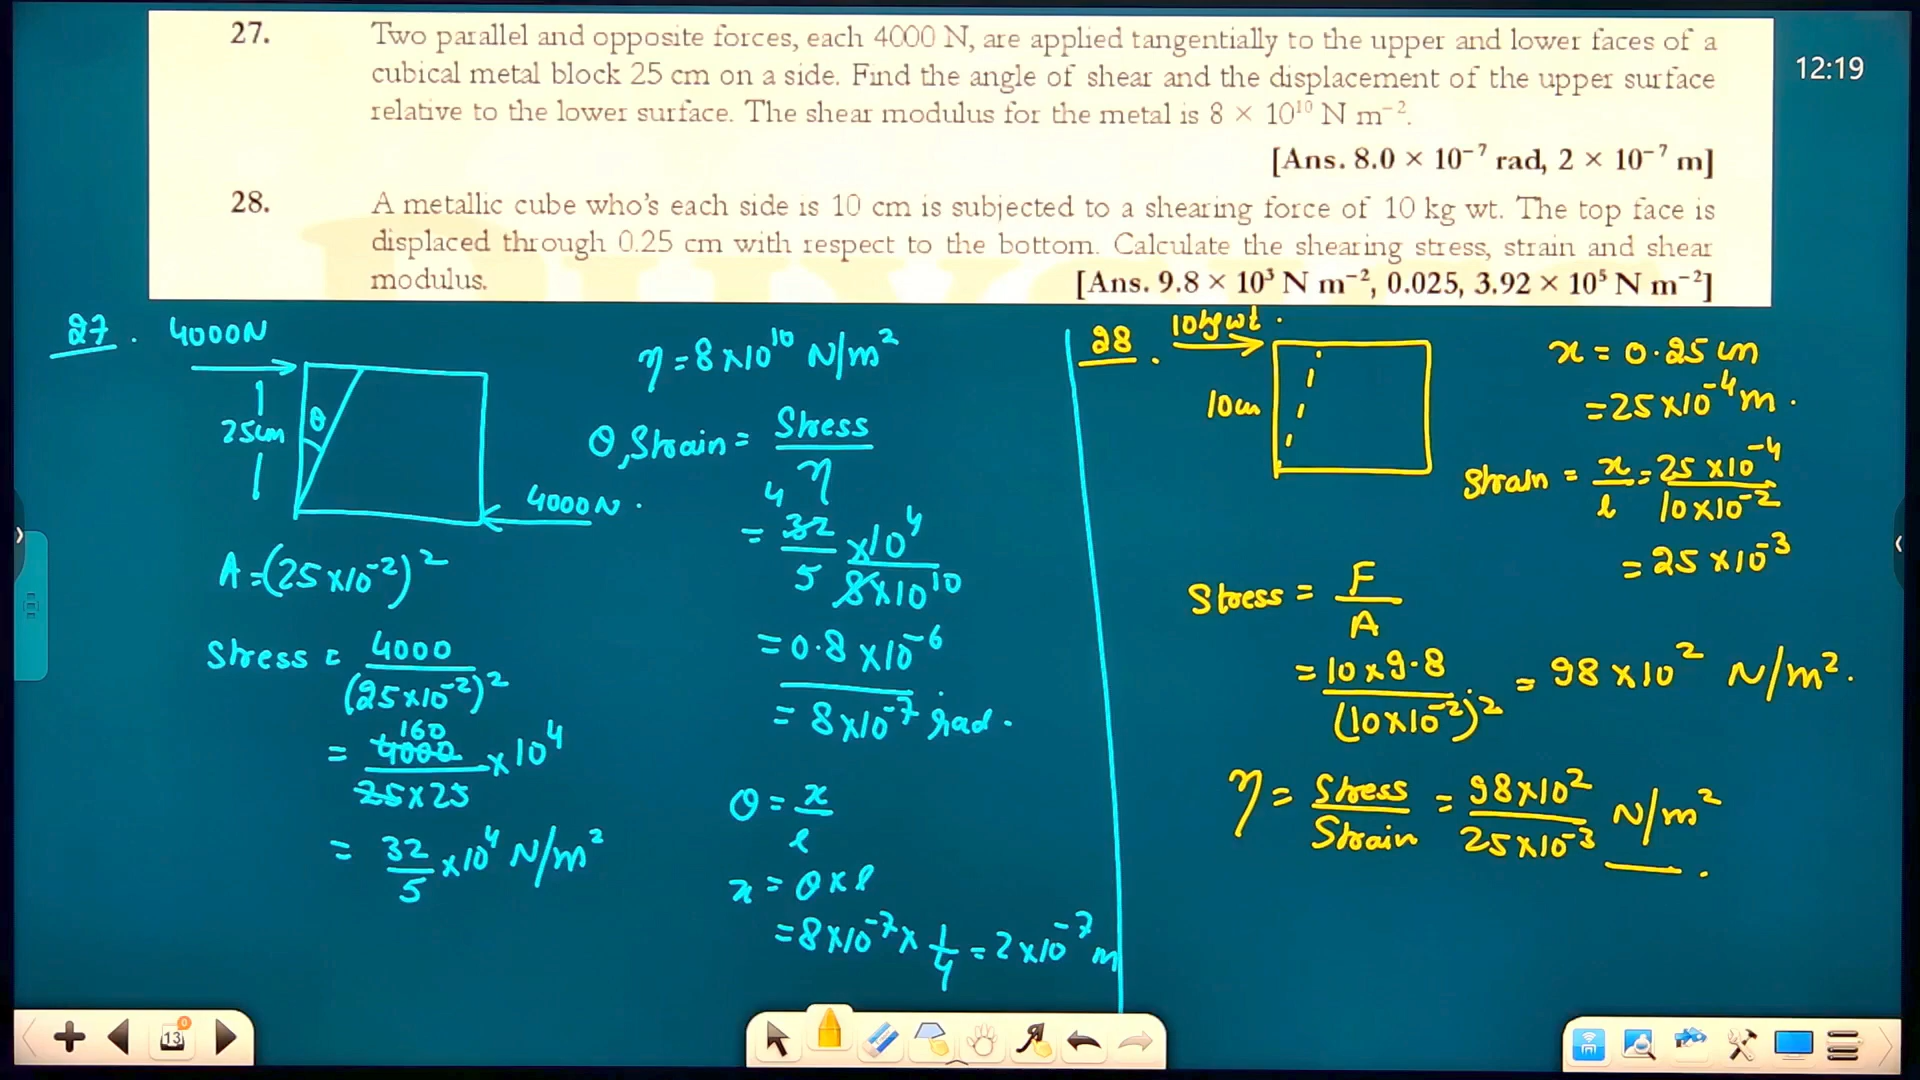 27. Two parallel and opposite forces, each 4000 N, are applied tangentially to the upper and lower faces of a
cubical metal block 25 cm on a side. Find the angle of shear and the displacement of the upper surface
relative to the lower surface. The shear modulus for the metal is 8 × 10¹⁰ N m⁻².
[Ans. 8.0 × 10⁻⁷ rad, 2 × 10⁻⁷ m]
28. A metallic cube who's each side is 10 cm is subjected to a shearing force of 10 kg wt. The top face is
displaced through 0.25 cm with respect to the bottom. Calculate the shearing stress, strain and shear
modulus. [Ans. 9.8 × 10³ N m⁻², 0.025, 3.92 × 10⁵ N m⁻²]
12:19
27. 4000N
25cm
θ
4000N.
A = (25×10⁻²)²
Stress = 4000 / (25×10⁻²)²
= 160 4000 / 25×25 ×10⁴
= 32/5 ×10⁴ N/m²
η = 8×10¹⁰ N/m²
θ, Strain = Stress / η
= 4 32/5 ×10⁴ / 8×10¹⁰
= 0.8×10⁻⁶
= 8×10⁻⁷ rad.
θ = x/l
x = θ×l
= 8×10⁻⁷ × 1/4 = 2×10⁻⁷ m
28. 10kgwt.
10cm
x = 0.25 cm
= 25×10⁻⁴ m.
Strain = x/l = 25×10⁻⁴ / 10×10⁻²
= 25×10⁻³
Stress = F/A
= 10×9.8 / (10×10⁻²)² = 98×10² N/m².
η = Stress/Strain = 98×10² / 25×10⁻³ N/m².
13
0